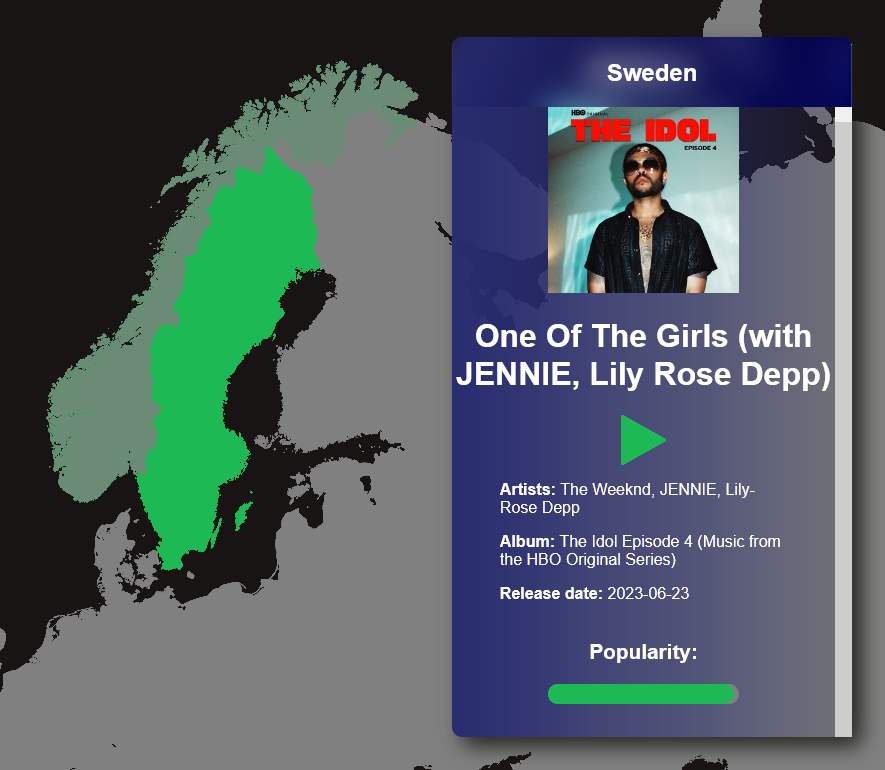 Sweden
HBO ORIGINAL
THE IDOL
EPISODE 4
One Of The Girls (with
JENNIE, Lily Rose Depp)
Artists: The Weeknd, JENNIE, Lily-
Rose Depp
Album: The Idol Episode 4 (Music from
the HBO Original Series)
Release date: 2023-06-23
Popularity: